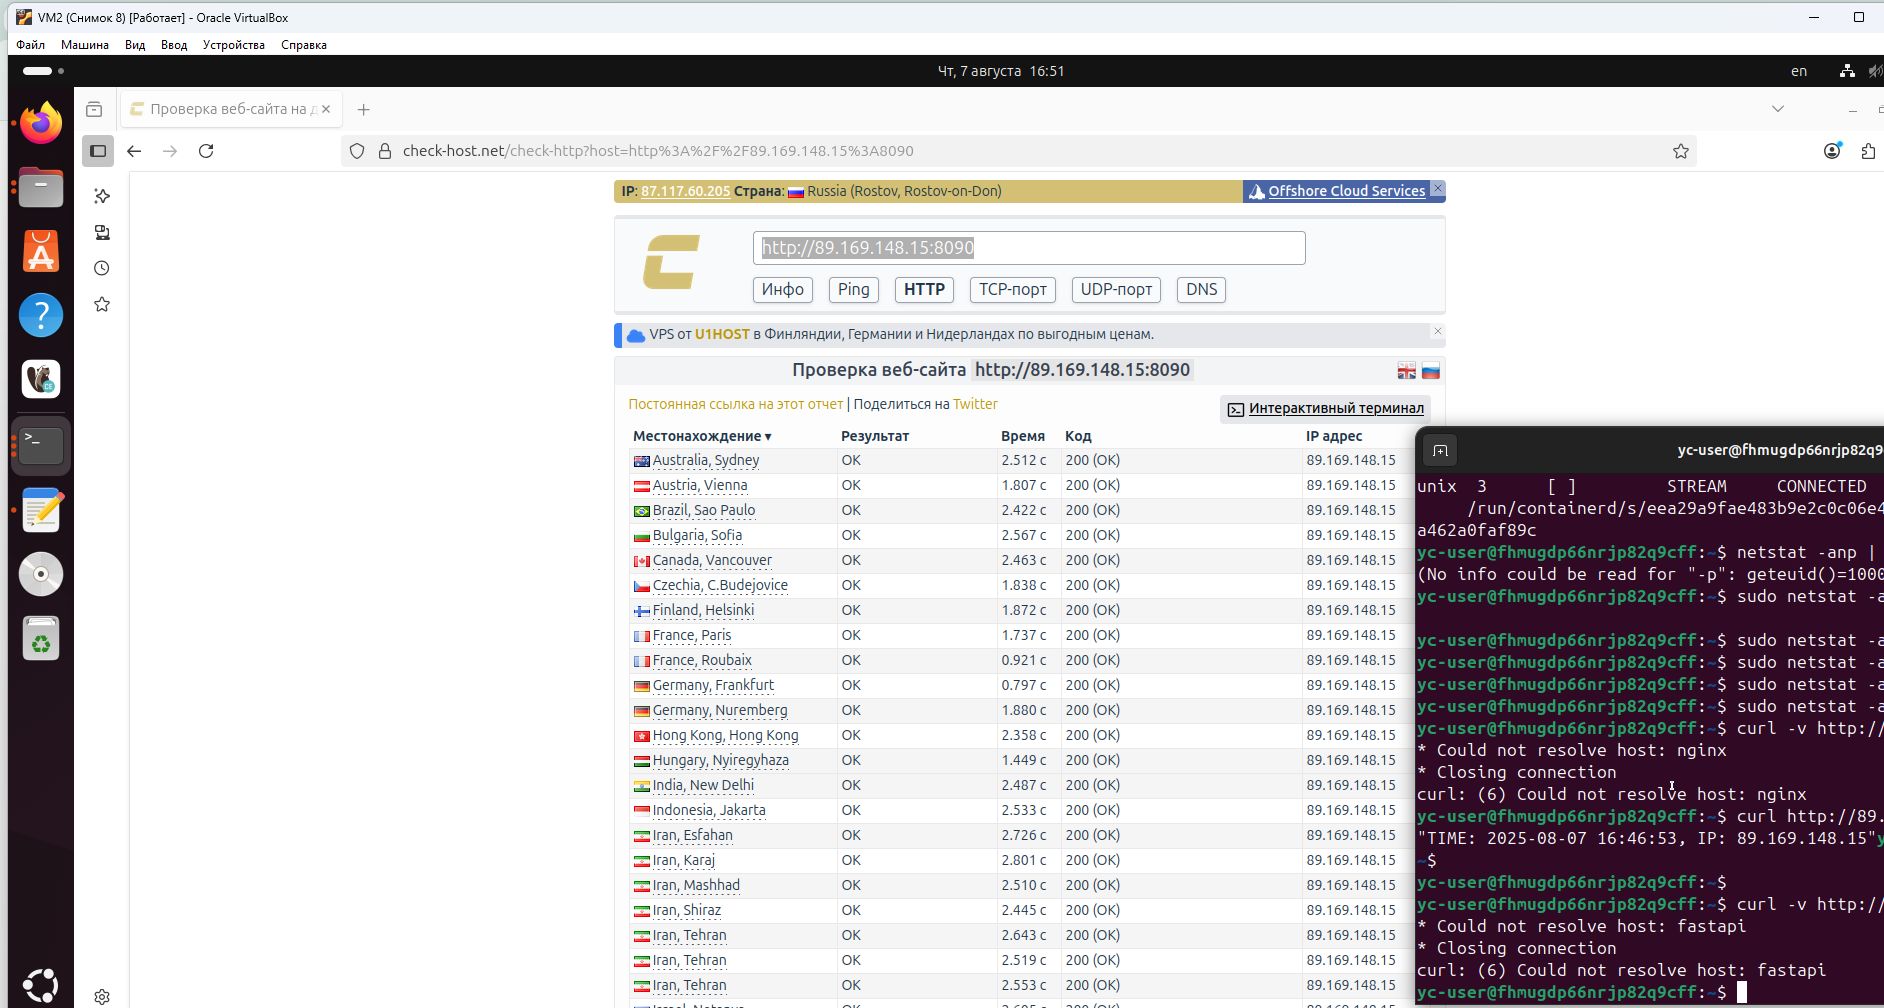 VM2 (Снимок 8) [Работает] - Oracle VirtualBox
Файл Машина Вид Ввод Устройства Справка
Чт, 7 августа 16:51
en
Проверка веб-сайта на д
check-host.net/check-http?host=http%3A%2F%2F89.169.148.15%3A8090
IP: 87.117.60.205 Страна: Russia (Rostov, Rostov-on-Don)
Offshore Cloud Services
http://89.169.148.15:8090
Инфо Ping HTTP TCP-порт UDP-порт DNS
VPS от U1HOST в Финляндии, Германии и Нидерландах по выгодным ценам.
Проверка веб-сайта http://89.169.148.15:8090
Постоянная ссылка на этот отчет | Поделиться на Twitter
Интерактивный терминал
Местонахождение ▾ Результат Время Код IP адрес
Australia, Sydney OK 2.512 с 200 (OK) 89.169.148.15
Austria, Vienna OK 1.807 с 200 (OK) 89.169.148.15
Brazil, Sao Paulo OK 2.422 с 200 (OK) 89.169.148.15
Bulgaria, Sofia OK 2.567 с 200 (OK) 89.169.148.15
Canada, Vancouver OK 2.463 с 200 (OK) 89.169.148.15
Czechia, C.Budejovice OK 1.838 с 200 (OK) 89.169.148.15
Finland, Helsinki OK 1.872 с 200 (OK) 89.169.148.15
France, Paris OK 1.737 с 200 (OK) 89.169.148.15
France, Roubaix OK 0.921 с 200 (OK) 89.169.148.15
Germany, Frankfurt OK 0.797 с 200 (OK) 89.169.148.15
Germany, Nuremberg OK 1.880 с 200 (OK) 89.169.148.15
Hong Kong, Hong Kong OK 2.358 с 200 (OK) 89.169.148.15
Hungary, Nyiregyhaza OK 1.449 с 200 (OK) 89.169.148.15
India, New Delhi OK 2.487 с 200 (OK) 89.169.148.15
Indonesia, Jakarta OK 2.533 с 200 (OK) 89.169.148.15
Iran, Esfahan OK 2.726 с 200 (OK) 89.169.148.15
Iran, Karaj OK 2.801 с 200 (OK) 89.169.148.15
Iran, Mashhad OK 2.510 с 200 (OK) 89.169.148.15
Iran, Shiraz OK 2.445 с 200 (OK) 89.169.148.15
Iran, Tehran OK 2.643 с 200 (OK) 89.169.148.15
Iran, Tehran OK 2.519 с 200 (OK) 89.169.148.15
Iran, Tehran OK 2.553 с 200 (OK) 89.169.148.15
yc-user@fhmugdp66nrjp82q9
unix 3 [ ] STREAM CONNECTED
/run/containerd/s/eea29a9fae483b9e2c0c06e4
a462a0faf89c
yc-user@fhmugdp66nrjp82q9cff:~$ netstat -anp |
(No info could be read for "-p": geteuid()=1000
yc-user@fhmugdp66nrjp82q9cff:~$ sudo netstat -a
yc-user@fhmugdp66nrjp82q9cff:~$ sudo netstat -a
yc-user@fhmugdp66nrjp82q9cff:~$ sudo netstat -a
yc-user@fhmugdp66nrjp82q9cff:~$ sudo netstat -a
yc-user@fhmugdp66nrjp82q9cff:~$ sudo netstat -a
yc-user@fhmugdp66nrjp82q9cff:~$ curl -v http://
* Could not resolve host: nginx
* Closing connection
curl: (6) Could not resolve host: nginx
yc-user@fhmugdp66nrjp82q9cff:~$ curl http://89.
"TIME: 2025-08-07 16:46:53, IP: 89.169.148.15"y
~$
yc-user@fhmugdp66nrjp82q9cff:~$
yc-user@fhmugdp66nrjp82q9cff:~$ curl -v http://
* Could not resolve host: fastapi
* Closing connection
curl: (6) Could not resolve host: fastapi
yc-user@fhmugdp66nrjp82q9cff:~$